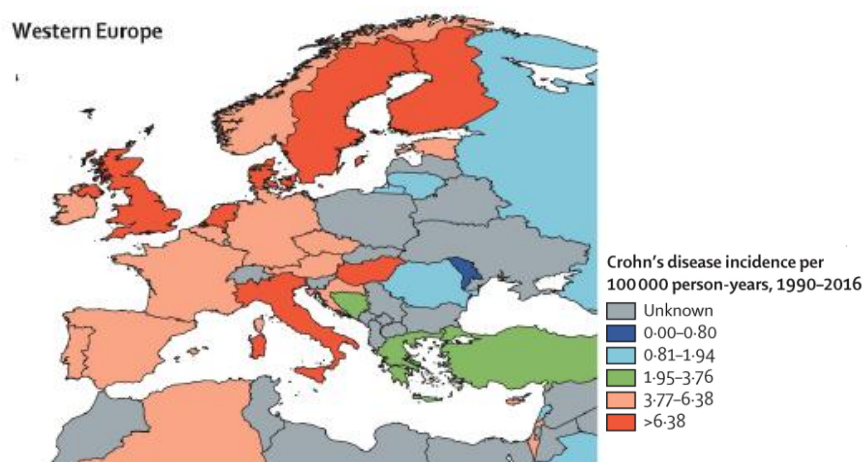 Western Europe
Crohn's disease incidence per
100 000 person-years, 1990–2016
Unknown
0·00–0·80
0·81–1·94
1·95–3·76
3·77–6·38
>6·38